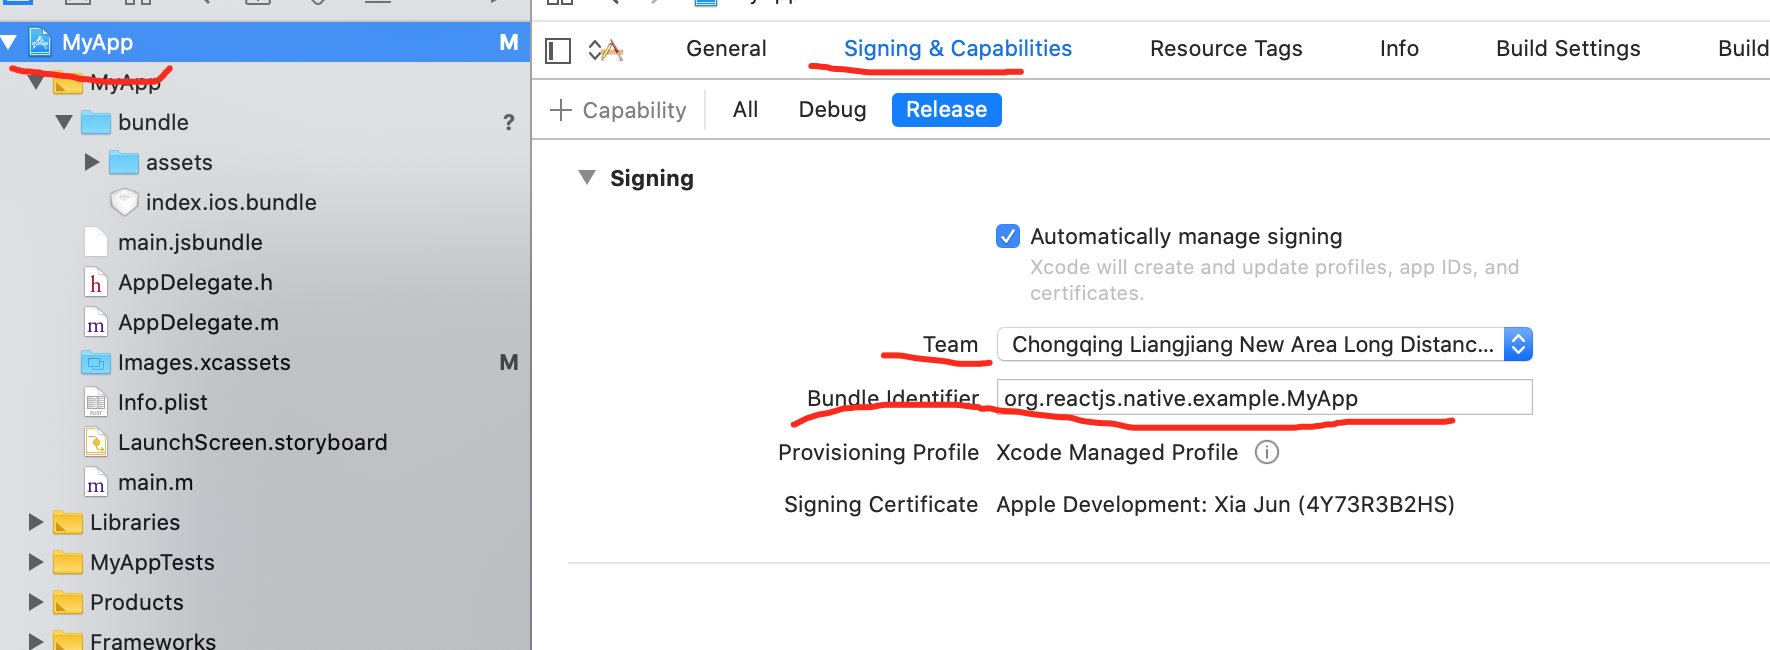 MyApp M
MyApp
bundle ?
assets
index.ios.bundle
main.jsbundle
h AppDelegate.h
m AppDelegate.m
Images.xcassets M
PLIST Info.plist
LaunchScreen.storyboard
m main.m
Libraries
MyAppTests
Products
Frameworks
General Signing & Capabilities Resource Tags Info Build Settings Build
+ Capability All Debug Release
Signing
Automatically manage signing
Xcode will create and update profiles, app IDs, and
certificates.
Team Chongqing Liangjiang New Area Long Distanc...
Bundle Identifier org.reactjs.native.example.MyApp
Provisioning Profile Xcode Managed Profile
Signing Certificate Apple Development: Xia Jun (4Y73R3B2HS)